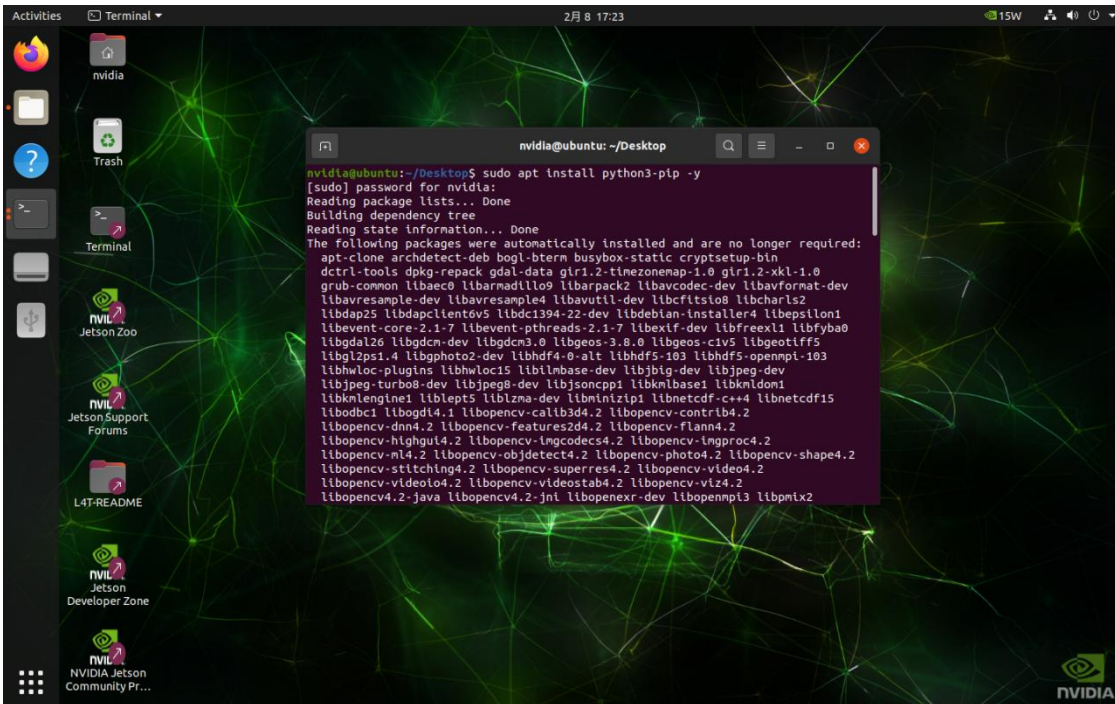 Activities
Terminal
2月 8 17:23
15W
nvidia
Trash
Terminal
Jetson Zoo
Jetson Support
Forums
L4T-README
Jetson
Developer Zone
NVIDIA Jetson
Community Pr...
nvidia@ubuntu: ~/Desktop
nvidia@ubuntu:~/Desktop$ sudo apt install python3-pip -y
[sudo] password for nvidia:
Reading package lists... Done
Building dependency tree
Reading state information... Done
The following packages were automatically installed and are no longer required:
apt-clone archdetect-deb bogl-bterm busybox-static cryptsetup-bin
dctrl-tools dpkg-repack gdal-data gir1.2-timezonemap-1.0 gir1.2-xkl-1.0
grub-common libaec0 libarmadillo9 libarpack2 libavcodec-dev libavformat-dev
libavresample-dev libavresample4 libavutil-dev libcfitsio8 libcharls2
libdap25 libdapclient6v5 libdc1394-22-dev libdebian-installer4 libepsilon1
libevent-core-2.1-7 libevent-pthreads-2.1-7 libexif-dev libfreexl1 libfyba0
libgdal26 libgdcm-dev libgdcm3.0 libgeos-3.8.0 libgeos-c1v5 libgeotiff5
libgl2ps1.4 libgphoto2-dev libhdf4-0-alt libhdf5-103 libhdf5-openmpi-103
libhwloc-plugins libhwloc15 libilmbase-dev libjbig-dev libjpeg-dev
libjpeg-turbo8-dev libjpeg8-dev libjsoncpp1 libkmlbase1 libkmldom1
libkmlengine1 liblept5 liblzma-dev libminizip1 libnetcdf-c++4 libnetcdf15
libodbc1 libogdi4.1 libopencv-calib3d4.2 libopencv-contrib4.2
libopencv-dnn4.2 libopencv-features2d4.2 libopencv-flann4.2
libopencv-highgui4.2 libopencv-imgcodecs4.2 libopencv-imgproc4.2
libopencv-ml4.2 libopencv-objdetect4.2 libopencv-photo4.2 libopencv-shape4.2
libopencv-stitching4.2 libopencv-superres4.2 libopencv-video4.2
libopencv-videoio4.2 libopencv-videostab4.2 libopencv-viz4.2
libopencv4.2-java libopencv4.2-jni libopenexr-dev libopenmpi3 libpmix2
NVIDIA